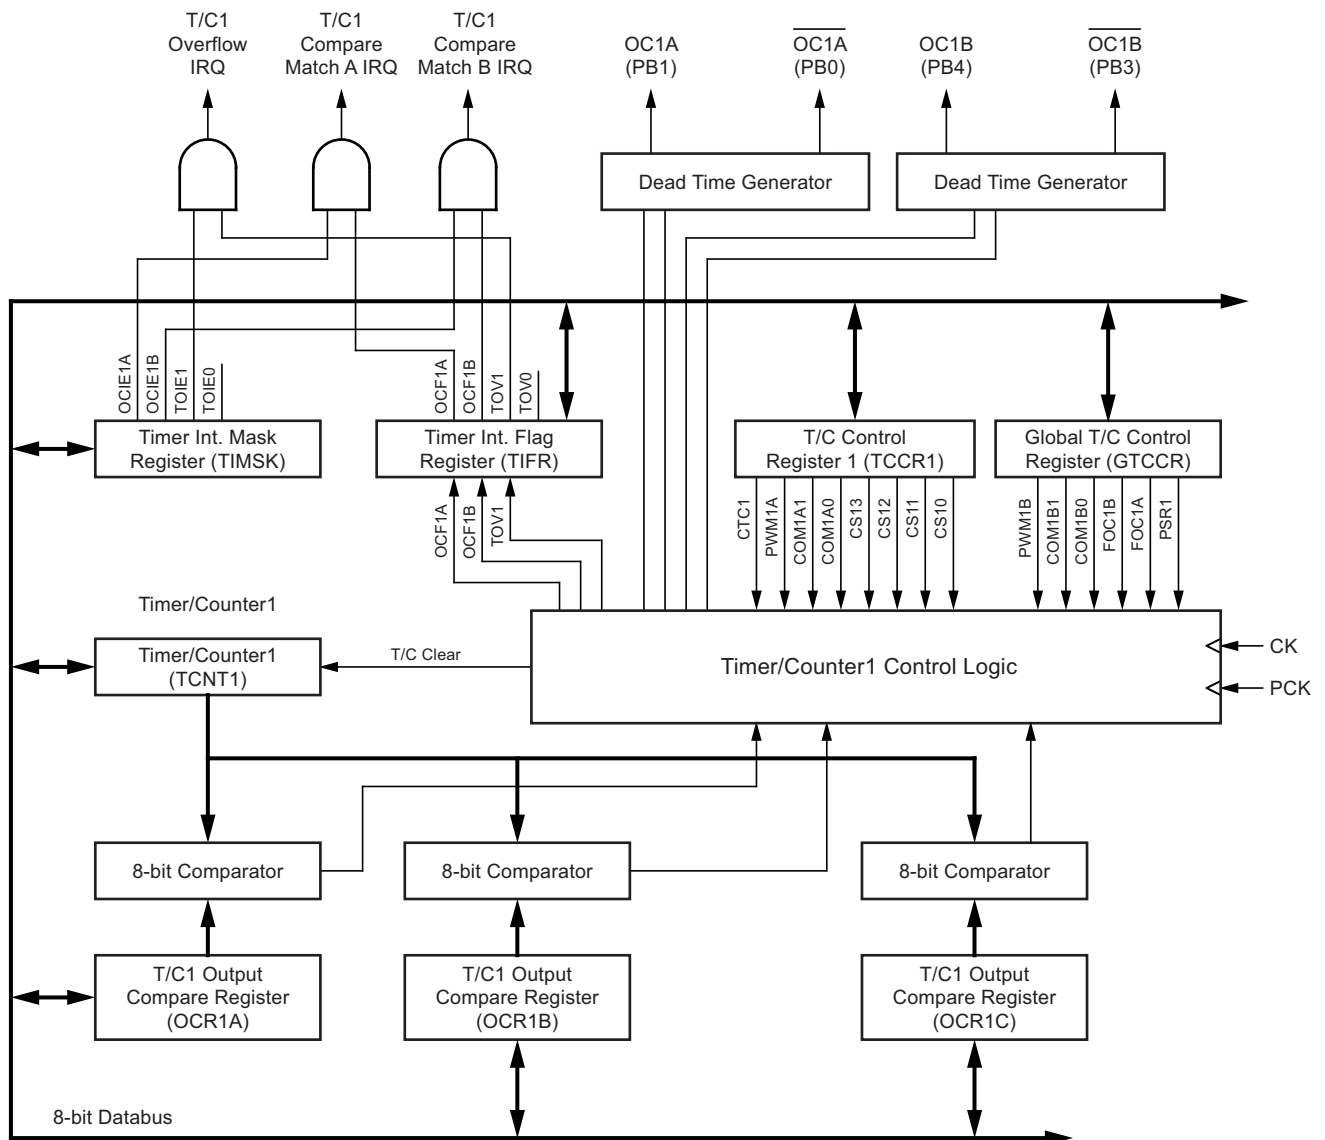 T/C1
Overflow
IRQ
T/C1
Compare
Match A IRQ
T/C1
Compare
Match B IRQ
OC1A
(PB1)
OC1A
(PB0)
OC1B
(PB4)
OC1B
(PB3)
Dead Time Generator
Dead Time Generator
OCIE1A
OCIE1B
TOIE1
TOIE0
OCF1A
OCF1B
TOV1
TOV0
Timer Int. Mask
Register (TIMSK)
Timer Int. Flag
Register (TIFR)
T/C Control
Register 1 (TCCR1)
Global T/C Control
Register (GTCCR)
OCF1A
OCF1B
TOV1
CTC1
PWM1A
COM1A1
COM1A0
CS13
CS12
CS11
CS10
PWM1B
COM1B1
COM1B0
FOC1B
FOC1A
PSR1
Timer/Counter1
Timer/Counter1
(TCNT1)
T/C Clear
Timer/Counter1 Control Logic
CK
PCK
8-bit Comparator
8-bit Comparator
8-bit Comparator
T/C1 Output
Compare Register
(OCR1A)
T/C1 Output
Compare Register
(OCR1B)
T/C1 Output
Compare Register
(OCR1C)
8-bit Databus